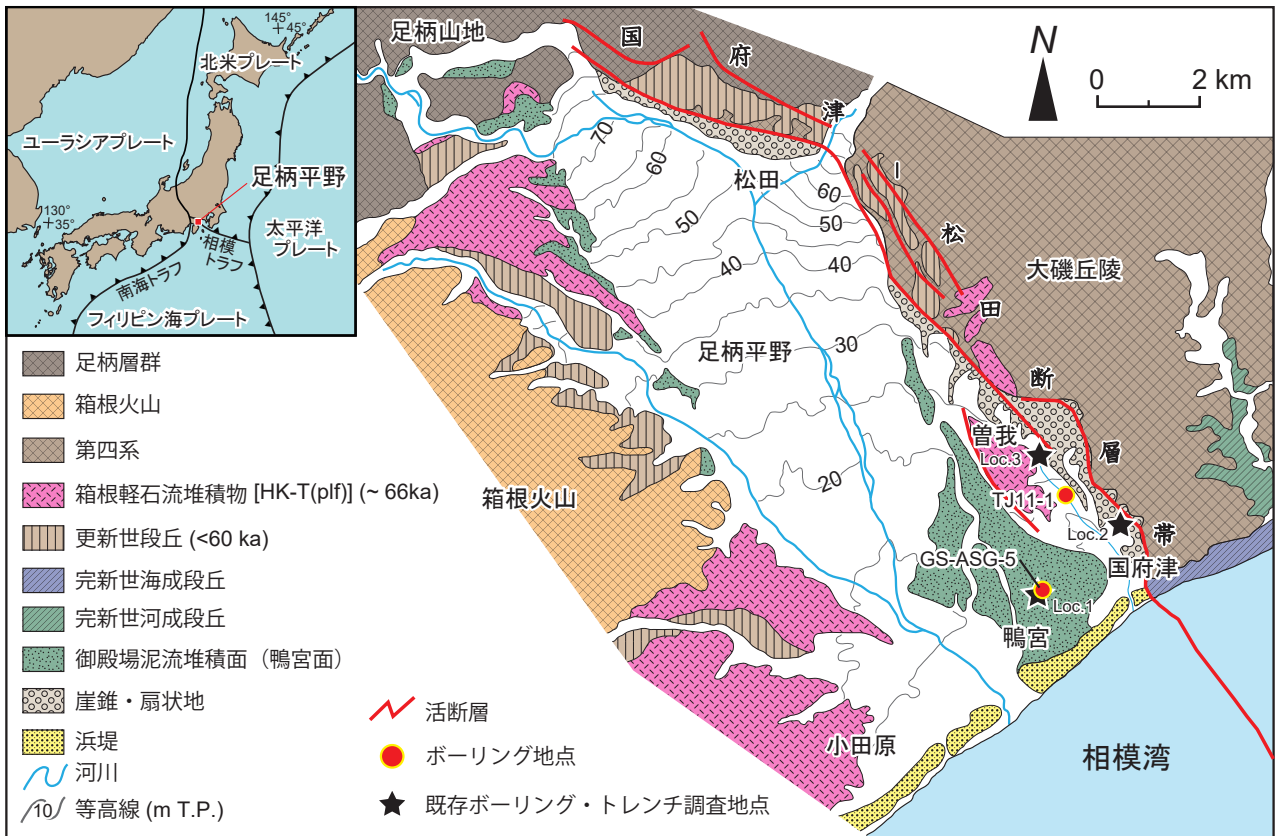 145°
+45°
北米プレート
ユーラシアプレート
足柄平野
130°
+35°
太平洋
プレート
相模
トラフ
南海トラフ
フィリピン海プレート
足柄層群
箱根火山
第四系
箱根軽石流堆積物 [HK-T(plf)] (~ 66ka)
更新世段丘 (<60 ka)
完新世海成段丘
完新世河成段丘
御殿場泥流堆積面（鴨宮面）
崖錐・扇状地
浜堤
河川
10 等高線 (m T.P.)
活断層
ボーリング地点
既存ボーリング・トレンチ調査地点
N
0 2 km
足柄山地
国府津ー松田断層帯
70
60
50
40
松田
60
50
40
30
20
足柄平野
大磯丘陵
箱根火山
曽我
Loc.3
TJ11-1
Loc.2
国府津
GS-ASG-5
Loc.1
鴨宮
小田原
相模湾